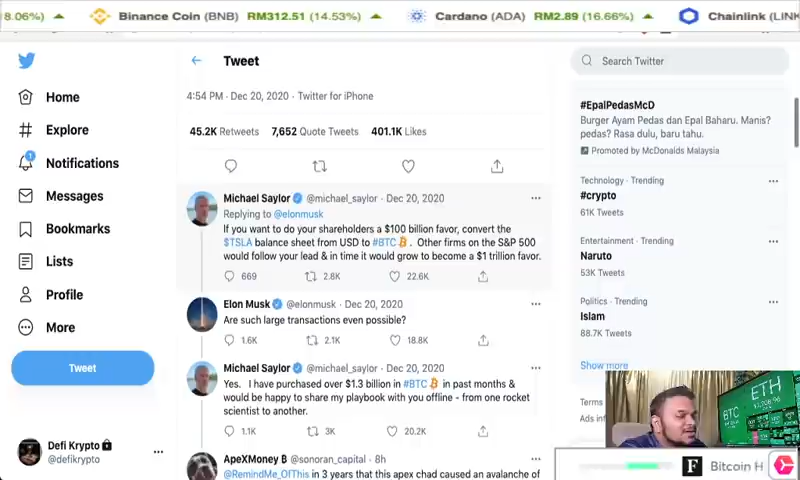 8.06%)
Binance Coin (BNB) RM312.51 (14.53%)
Cardano (ADA) RM2.89 (16.66%)
Chainlink (LINK
Tweet
Search Twitter
4:54 PM · Dec 20, 2020 · Twitter for iPhone
45.2K Retweets 7,652 Quote Tweets 401.1K Likes
Home
Explore
1
Notifications
Messages
Bookmarks
Lists
Profile
More
Tweet
Defi Krypto
@defikrypto
Michael Saylor @michael_saylor · Dec 20, 2020
Replying to @elonmusk
If you want to do your shareholders a $100 billion favor, convert the
$TSLA balance sheet from USD to #BTC. Other firms on the S&P 500
would follow your lead & in time it would grow to become a $1 trillion favor.
669 2.8K 22.6K
Elon Musk @elonmusk · Dec 20, 2020
Are such large transactions even possible?
1.6K 2.1K 18.8K
Michael Saylor @michael_saylor · Dec 20, 2020
Yes. I have purchased over $1.3 billion in #BTC in past months &
would be happy to share my playbook with you offline - from one rocket
scientist to another.
1.1K 3K 20.2K
ApeXMoney ₿ @sonoran_capital · 8h
@RemindMe_OfThis in 3 years that this apex chad caused an avalanche of
#EpalPedasMcD
Burger Ayam Pedas dan Epal Baharu. Manis?
pedas? Rasa dulu, baru tahu.
Promoted by McDonalds Malaysia
Technology · Trending
#crypto
61K Tweets
Entertainment · Trending
Naruto
53K Tweets
Politics · Trending
Islam
88.7K Tweets
Show more
Terms
Ads inf
BTC
ETH
Bitcoin H